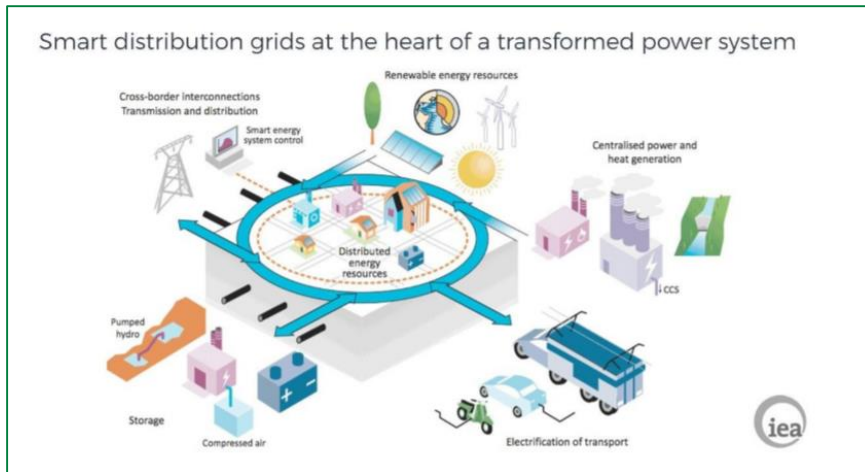 Smart distribution grids at the heart of a transformed power system
Renewable energy resources
Cross-border interconnections
Transmission and distribution
Smart energy
system control
Centralised power and
heat generation
Distributed
energy
resources
CCS
Pumped
hydro
Storage
Compressed air
Electrification of transport
iea